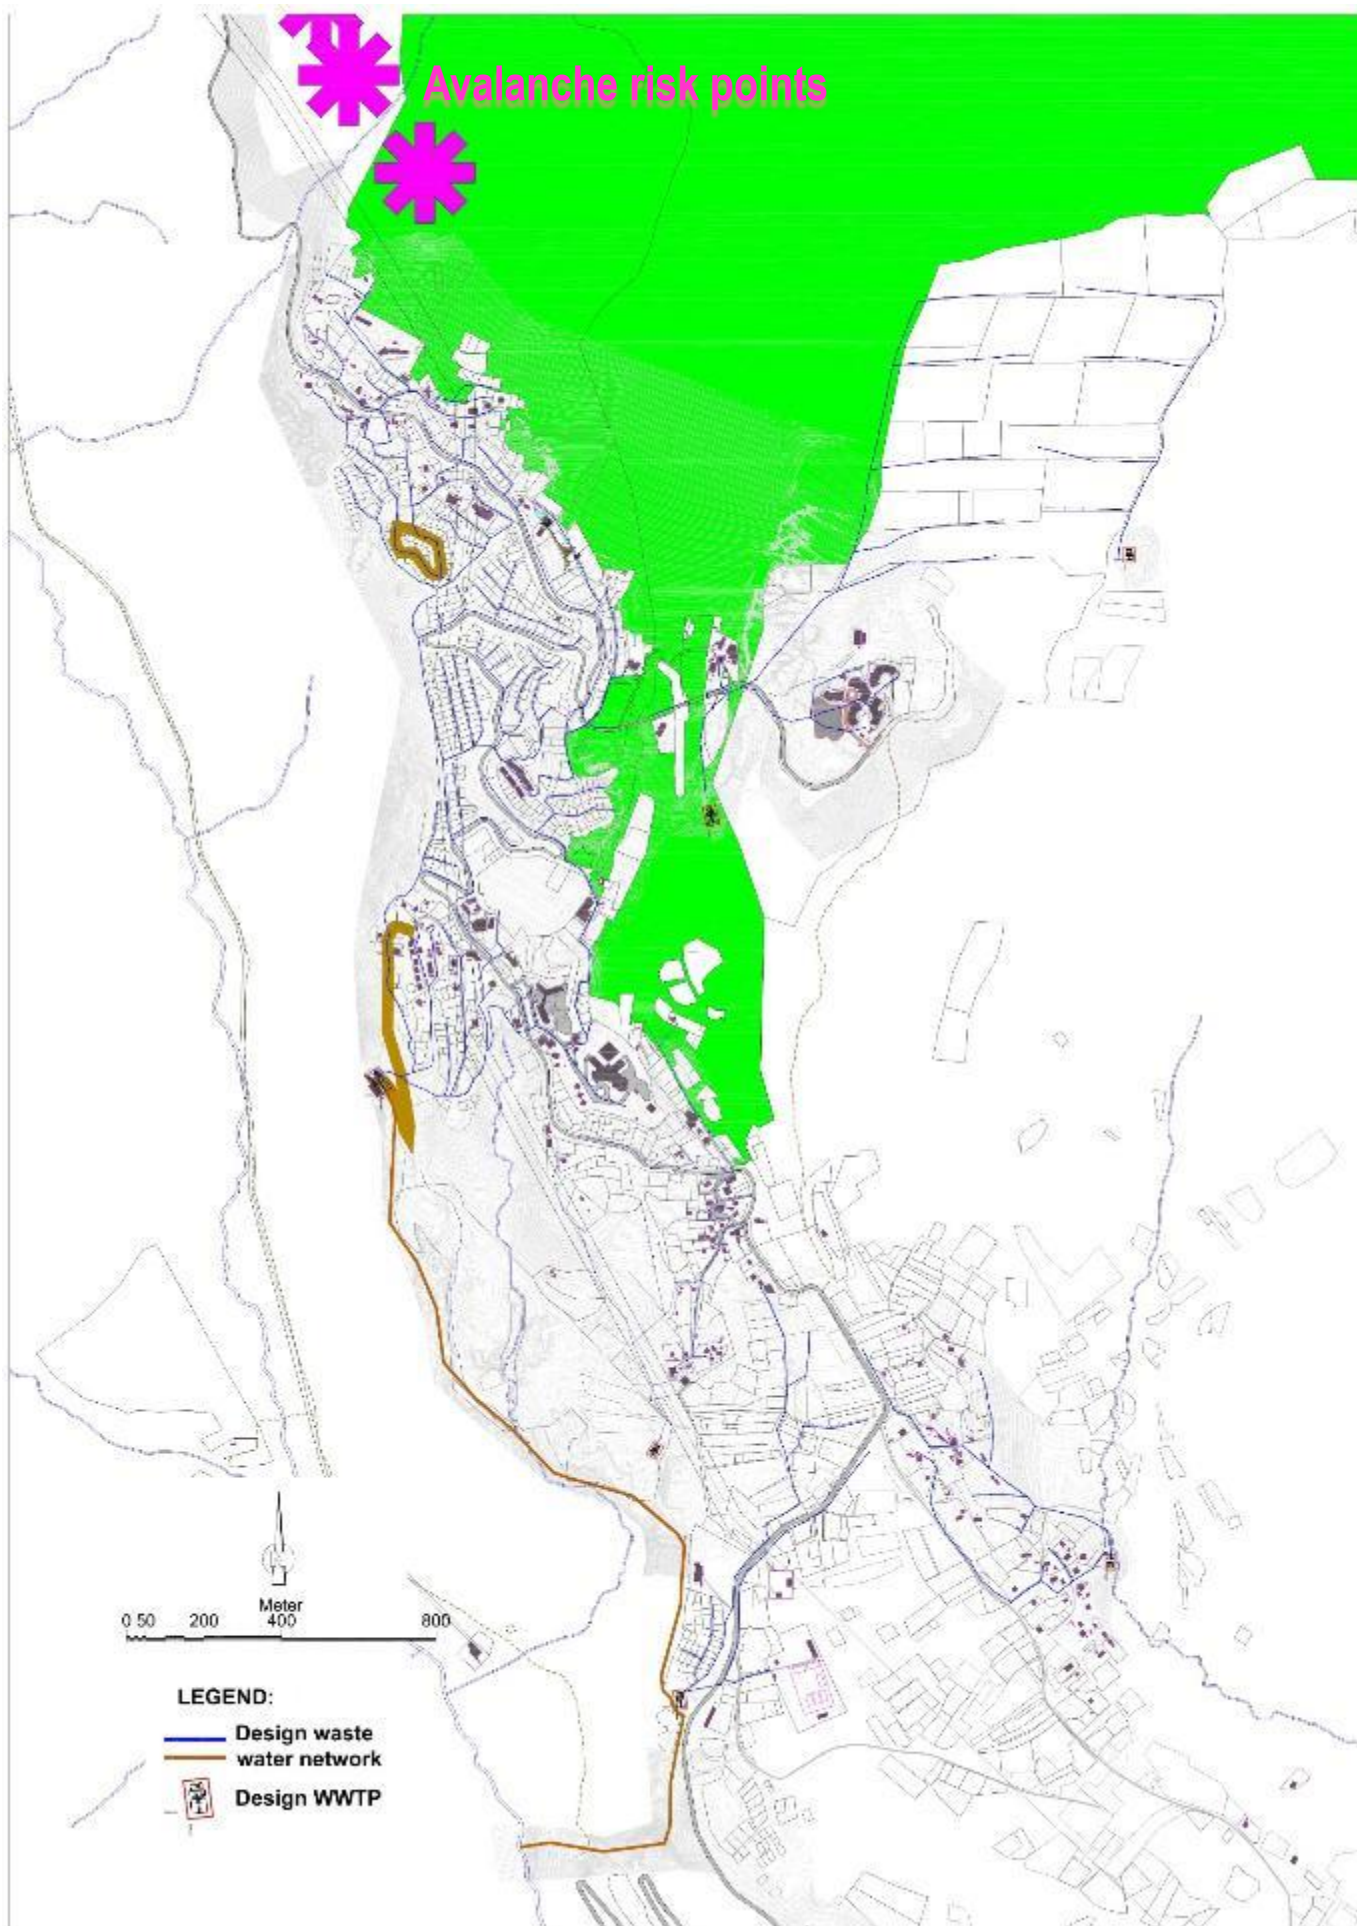 Avalanche risk points
Meter
0 50 200 400 800
LEGEND:
Design waste
water network
Design WWTP